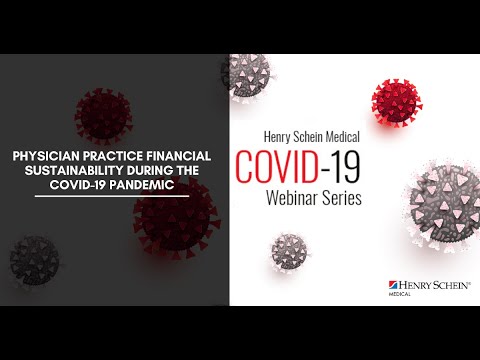 PHYSICIAN PRACTICE FINANCIAL
SUSTAINABILITY DURING THE
COVID-19 PANDEMIC
Henry Schein Medical
COVID-19
Webinar Series
HENRY SCHEIN®
MEDICAL